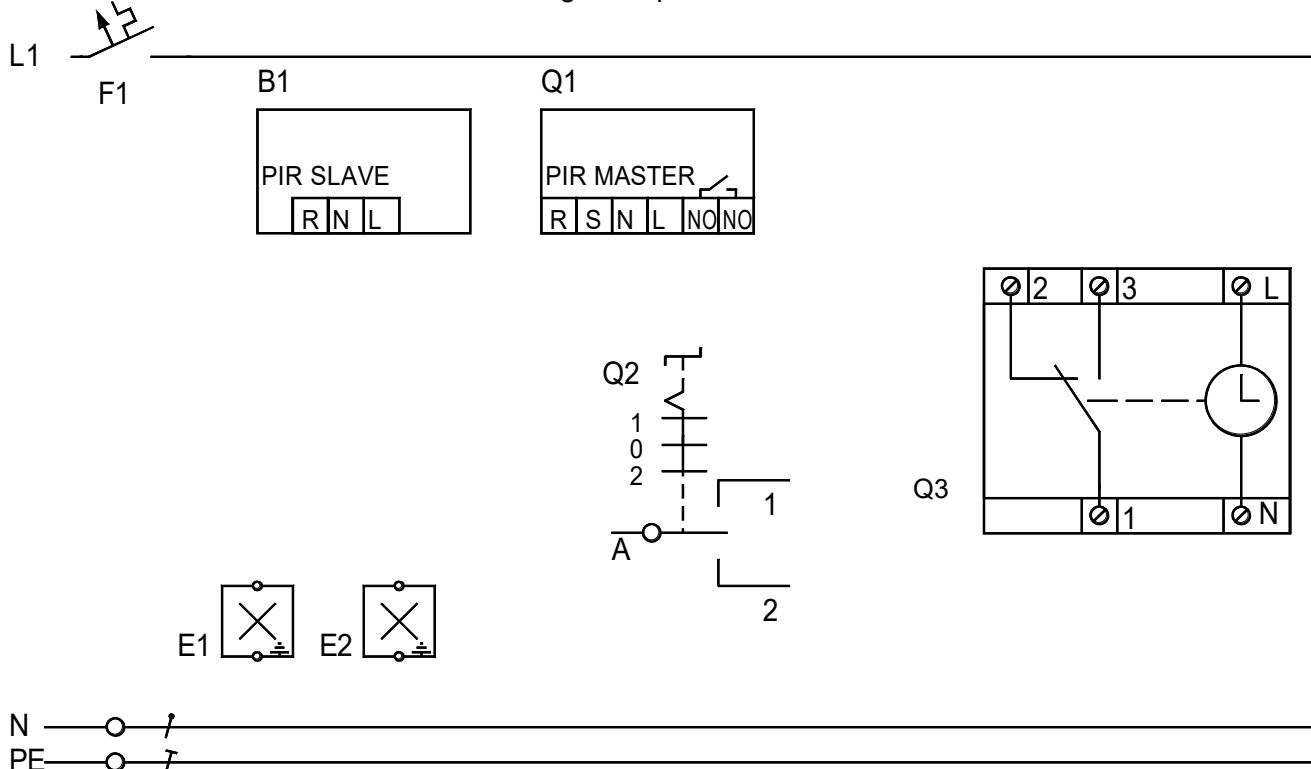 L1
F1
B1
Q1
PIR SLAVE
R N L
PIR MASTER
R S N L NO NO
2 3 L
Q2
1
0
2
1
A
2
Q3
1 N
E1
E2
N
PE